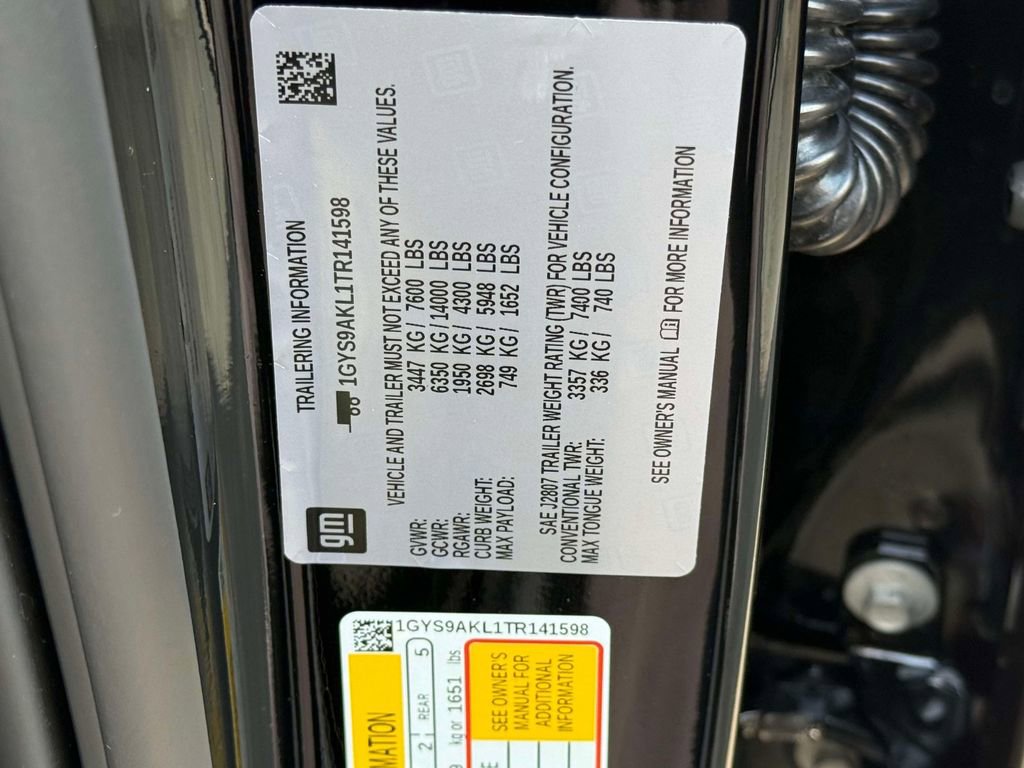 gm
TRAILERING INFORMATION
1GYS9AKL1TR141598
VEHICLE AND TRAILER MUST NOT EXCEED ANY OF THESE VALUES.
GVWR: 3447 KG / 7600 LBS
GCWR: 6350 KG / 14000 LBS
RGAWR: 1950 KG / 4300 LBS
CURB WEIGHT: 2698 KG / 5948 LBS
MAX PAYLOAD: 749 KG / 1652 LBS
SAE J2807 TRAILER WEIGHT RATING (TWR) FOR VEHICLE CONFIGURATION.
CONVENTIONAL TWR: 3357 KG / 7400 LBS
MAX TONGUE WEIGHT: 336 KG / 740 LBS
SEE OWNER'S MANUAL FOR MORE INFORMATION
1GYS9AKL1TR141598
2 REAR 5
kg or 1651 lbs
SEE OWNER'S
MANUAL FOR
ADDITIONAL
INFORMATION